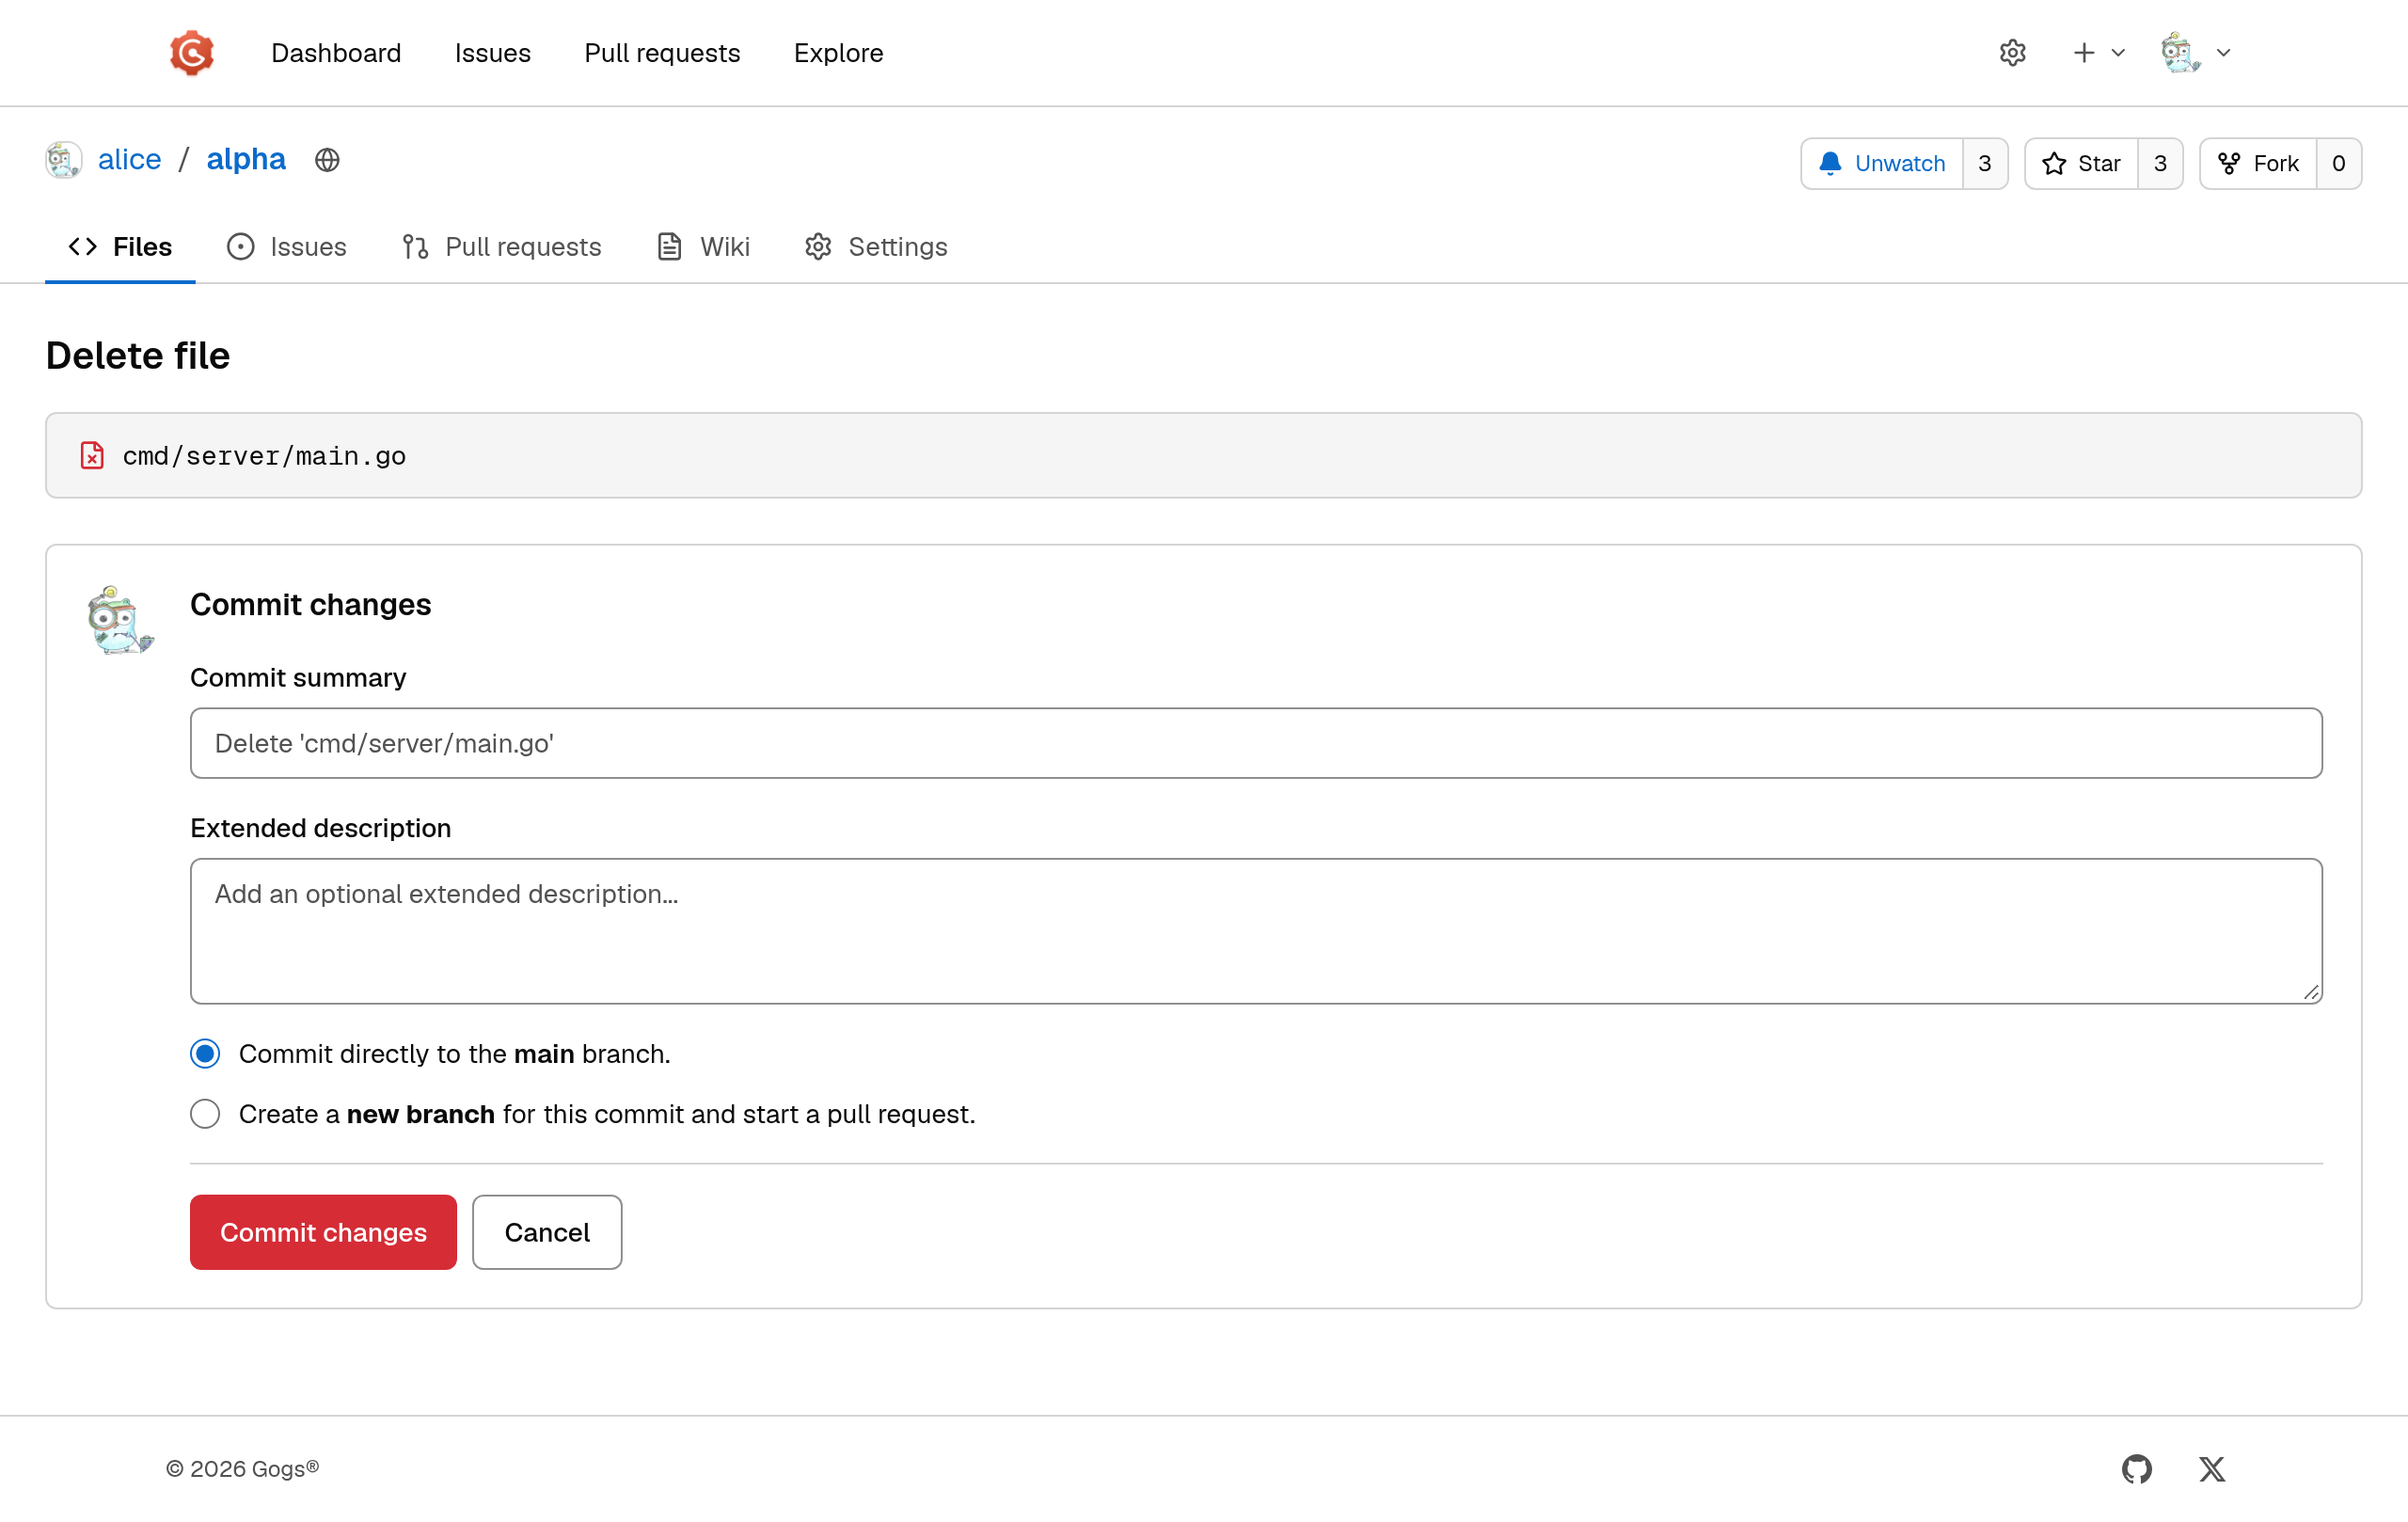 Dashboard Issues Pull requests Explore
alice / alpha
Unwatch 3 Star 3 Fork 0
Files Issues Pull requests Wiki Settings
Delete file
cmd/server/main.go
Commit changes
Commit summary
Delete 'cmd/server/main.go'
Extended description
Add an optional extended description...
Commit directly to the main branch.
Create a new branch for this commit and start a pull request.
Commit changes Cancel
© 2026 Gogs®